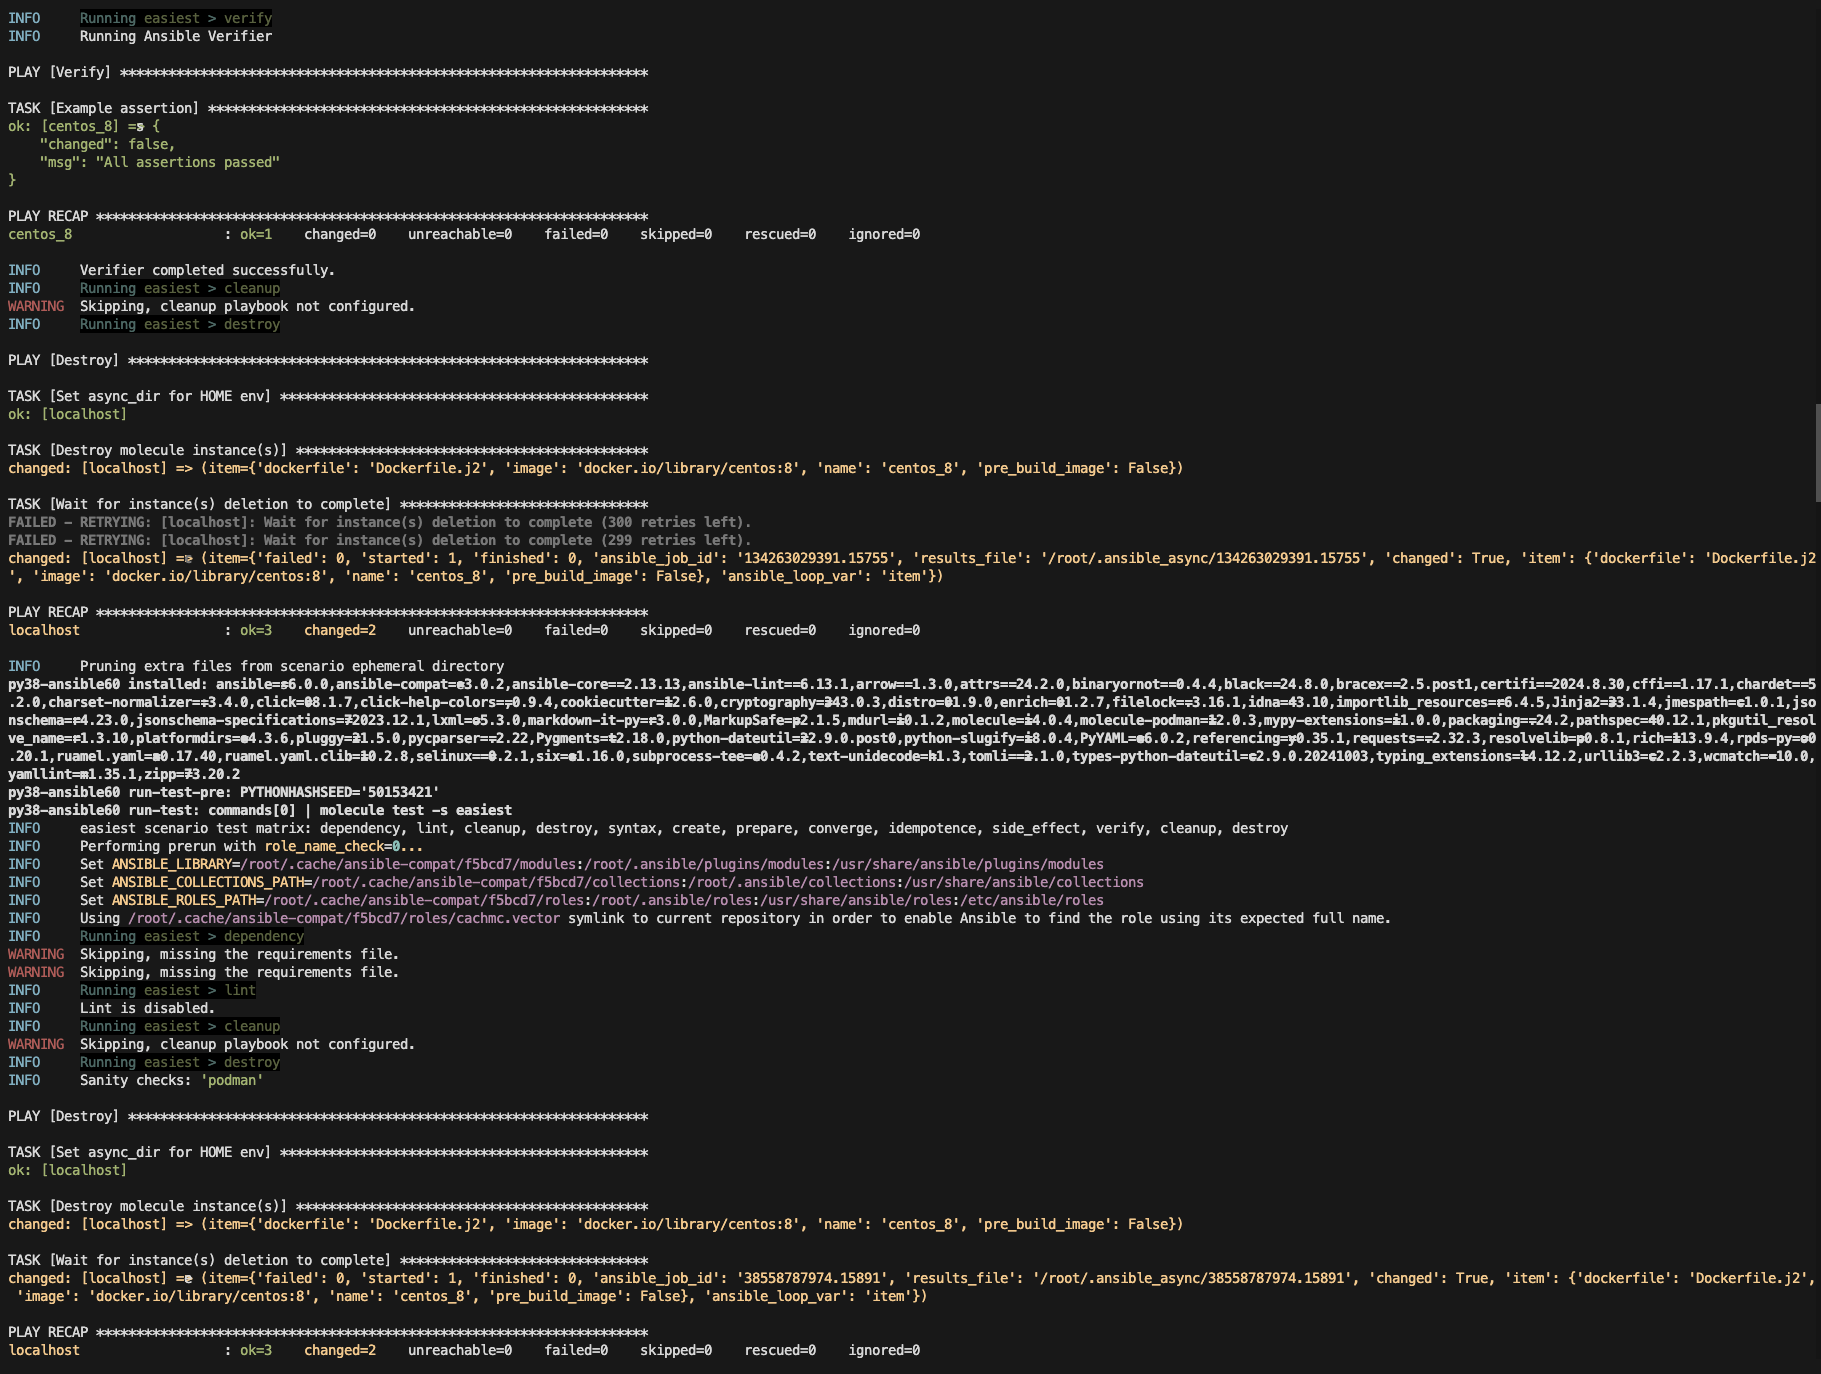 INFO     Running easiest > verify
INFO     Running Ansible Verifier
PLAY [Verify] ******************************************************************
TASK [Example assertion] *******************************************************
ok: [centos_8] => {
    "changed": false,
    "msg": "All assertions passed"
}
PLAY RECAP *********************************************************************
centos_8                   : ok=1    changed=0    unreachable=0    failed=0    skipped=0    rescued=0    ignored=0
INFO     Verifier completed successfully.
INFO     Running easiest > cleanup
WARNING  Skipping, cleanup playbook not configured.
INFO     Running easiest > destroy
PLAY [Destroy] *****************************************************************
TASK [Set async_dir for HOME env] **********************************************
ok: [localhost]
TASK [Destroy molecule instance(s)] ********************************************
changed: [localhost] => (item={'dockerfile': 'Dockerfile.j2', 'image': 'docker.io/library/centos:8', 'name': 'centos_8', 'pre_build_image': False})
TASK [Wait for instance(s) deletion to complete] *******************************
FAILED - RETRYING: [localhost]: Wait for instance(s) deletion to complete (300 retries left).
FAILED - RETRYING: [localhost]: Wait for instance(s) deletion to complete (299 retries left).
changed: [localhost] => (item={'failed': 0, 'started': 1, 'finished': 0, 'ansible_job_id': '134263029391.15755', 'results_file': '/root/.ansible_async/134263029391.15755', 'changed': True, 'item': {'dockerfile': 'Dockerfile.j2
', 'image': 'docker.io/library/centos:8', 'name': 'centos_8', 'pre_build_image': False}, 'ansible_loop_var': 'item'})
PLAY RECAP *********************************************************************
localhost                  : ok=3    changed=2    unreachable=0    failed=0    skipped=0    rescued=0    ignored=0
INFO     Pruning extra files from scenario ephemeral directory
py38-ansible60 installed: ansible==6.0.0,ansible-compat==3.0.2,ansible-core==2.13.13,ansible-lint==6.13.1,arrow==1.3.0,attrs==24.2.0,binaryornot==0.4.4,black==24.8.0,bracex==2.5.post1,certifi==2024.8.30,cffi==1.17.1,chardet==5
.2.0,charset-normalizer==3.4.0,click==8.1.7,click-help-colors==0.9.4,cookiecutter==2.6.0,cryptography==43.0.3,distro==1.9.0,enrich==1.2.7,filelock==3.16.1,idna==3.10,importlib_resources==6.4.5,Jinja2==3.1.4,jmespath==1.0.1,jso
nschema==4.23.0,jsonschema-specifications==2023.12.1,lxml==5.3.0,markdown-it-py==3.0.0,MarkupSafe==2.1.5,mdurl==0.1.2,molecule==4.0.4,molecule-podman==2.0.3,mypy-extensions==1.0.0,packaging==24.2,pathspec==0.12.1,pkgutil_resol
ve_name==1.3.10,platformdirs==4.3.6,pluggy==1.5.0,pycparser==2.22,Pygments==2.18.0,python-dateutil==2.9.0.post0,python-slugify==8.0.4,PyYAML==6.0.2,referencing==0.35.1,requests==2.32.3,resolvelib==0.8.1,rich==13.9.4,rpds-py==0
.20.1,ruamel.yaml==0.17.40,ruamel.yaml.clib==0.2.8,selinux==0.2.1,six==1.16.0,subprocess-tee==0.4.2,text-unidecode==1.3,tomli==2.1.0,types-python-dateutil==2.9.0.20241003,typing_extensions==4.12.2,urllib3==2.2.3,wcmatch==10.0,
yamllint==1.35.1,zipp==3.20.2
py38-ansible60 run-test-pre: PYTHONHASHSEED='50153421'
py38-ansible60 run-test: commands[0] | molecule test -s easiest
INFO     easiest scenario test matrix: dependency, lint, cleanup, destroy, syntax, create, prepare, converge, idempotence, side_effect, verify, cleanup, destroy
INFO     Performing prerun with role_name_check=0...
INFO     Set ANSIBLE_LIBRARY=/root/.cache/ansible-compat/f5bcd7/modules:/root/.ansible/plugins/modules:/usr/share/ansible/plugins/modules
INFO     Set ANSIBLE_COLLECTIONS_PATH=/root/.cache/ansible-compat/f5bcd7/collections:/root/.ansible/collections:/usr/share/ansible/collections
INFO     Set ANSIBLE_ROLES_PATH=/root/.cache/ansible-compat/f5bcd7/roles:/root/.ansible/roles:/usr/share/ansible/roles:/etc/ansible/roles
INFO     Using /root/.cache/ansible-compat/f5bcd7/roles/cachmc.vector symlink to current repository in order to enable Ansible to find the role using its expected full name.
INFO     Running easiest > dependency
WARNING  Skipping, missing the requirements file.
WARNING  Skipping, missing the requirements file.
INFO     Running easiest > lint
INFO     Lint is disabled.
INFO     Running easiest > cleanup
WARNING  Skipping, cleanup playbook not configured.
INFO     Running easiest > destroy
INFO     Sanity checks: 'podman'
PLAY [Destroy] *****************************************************************
TASK [Set async_dir for HOME env] **********************************************
ok: [localhost]
TASK [Destroy molecule instance(s)] ********************************************
changed: [localhost] => (item={'dockerfile': 'Dockerfile.j2', 'image': 'docker.io/library/centos:8', 'name': 'centos_8', 'pre_build_image': False})
TASK [Wait for instance(s) deletion to complete] *******************************
changed: [localhost] => (item={'failed': 0, 'started': 1, 'finished': 0, 'ansible_job_id': '38558787974.15891', 'results_file': '/root/.ansible_async/38558787974.15891', 'changed': True, 'item': {'dockerfile': 'Dockerfile.j2',
 'image': 'docker.io/library/centos:8', 'name': 'centos_8', 'pre_build_image': False}, 'ansible_loop_var': 'item'})
PLAY RECAP *********************************************************************
localhost                  : ok=3    changed=2    unreachable=0    failed=0    skipped=0    rescued=0    ignored=0